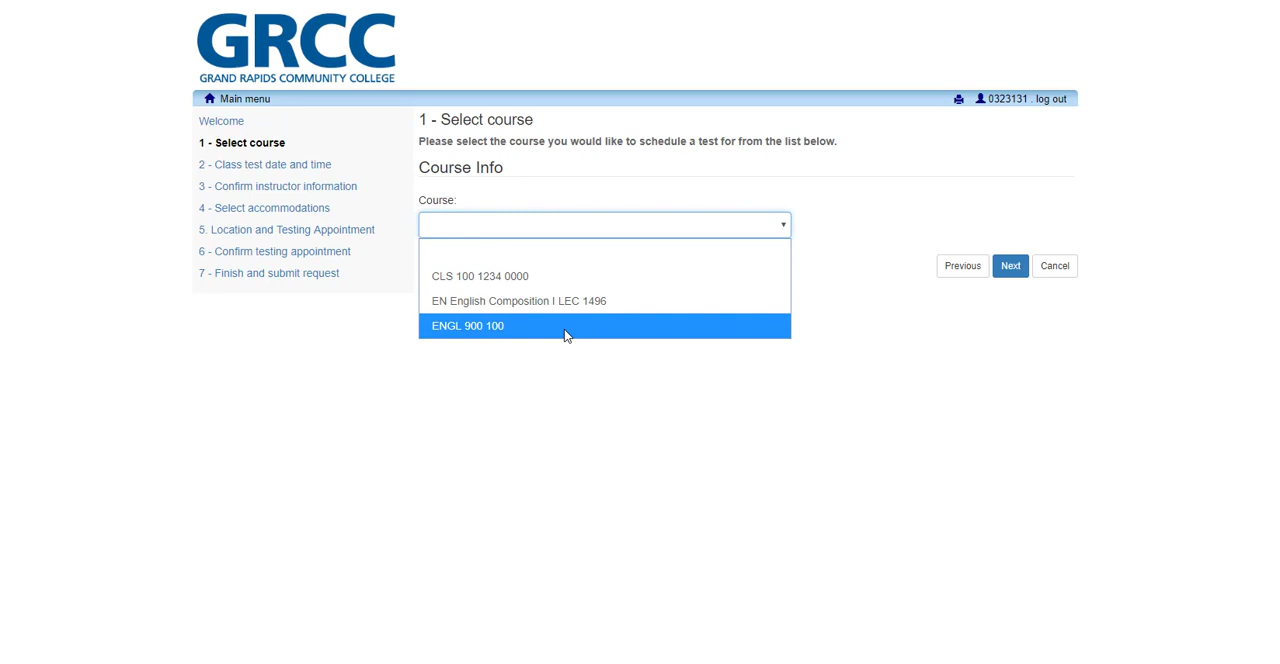 GRCC
GRAND RAPIDS COMMUNITY COLLEGE
Main menu
0323131 . log out
Welcome
1 - Select course
2 - Class test date and time
3 - Confirm instructor information
4 - Select accommodations
5. Location and Testing Appointment
6 - Confirm testing appointment
7 - Finish and submit request
1 - Select course
Please select the course you would like to schedule a test for from the list below.
Course Info
Course:
CLS 100 1234 0000
EN English Composition I LEC 1496
ENGL 900 100
Previous Next Cancel